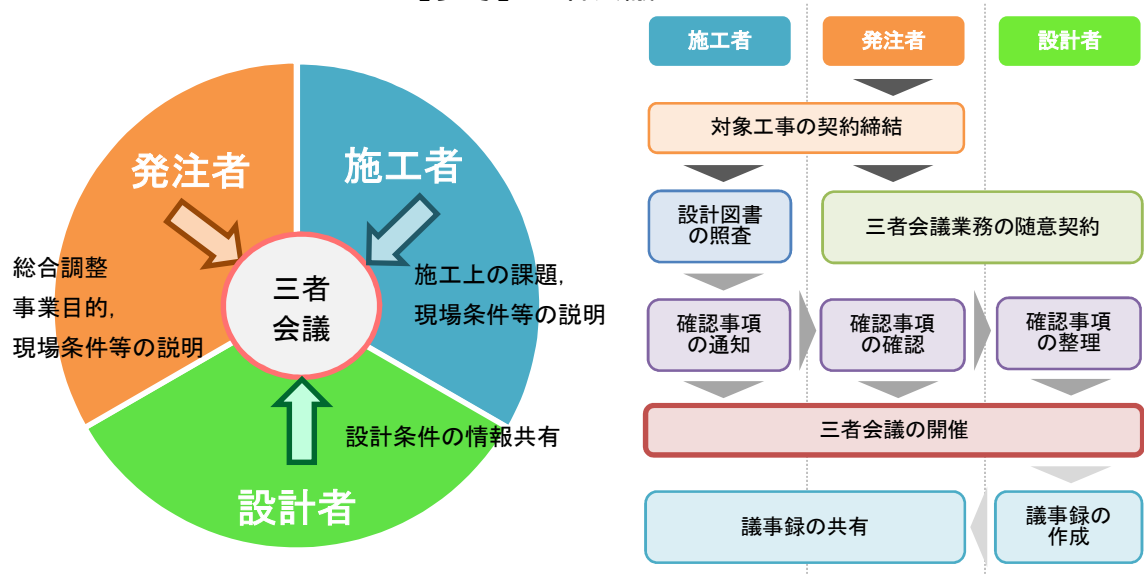 発注者
施工者
三者
会議
総合調整
事業目的，
現場条件等の説明
施工上の課題，
現場条件等の説明
設計条件の情報共有
設計者
施工者
発注者
設計者
対象工事の契約締結
設計図書
の照査
三者会議業務の随意契約
確認事項
の通知
確認事項
の確認
確認事項
の整理
三者会議の開催
議事録の共有
議事録の
作成